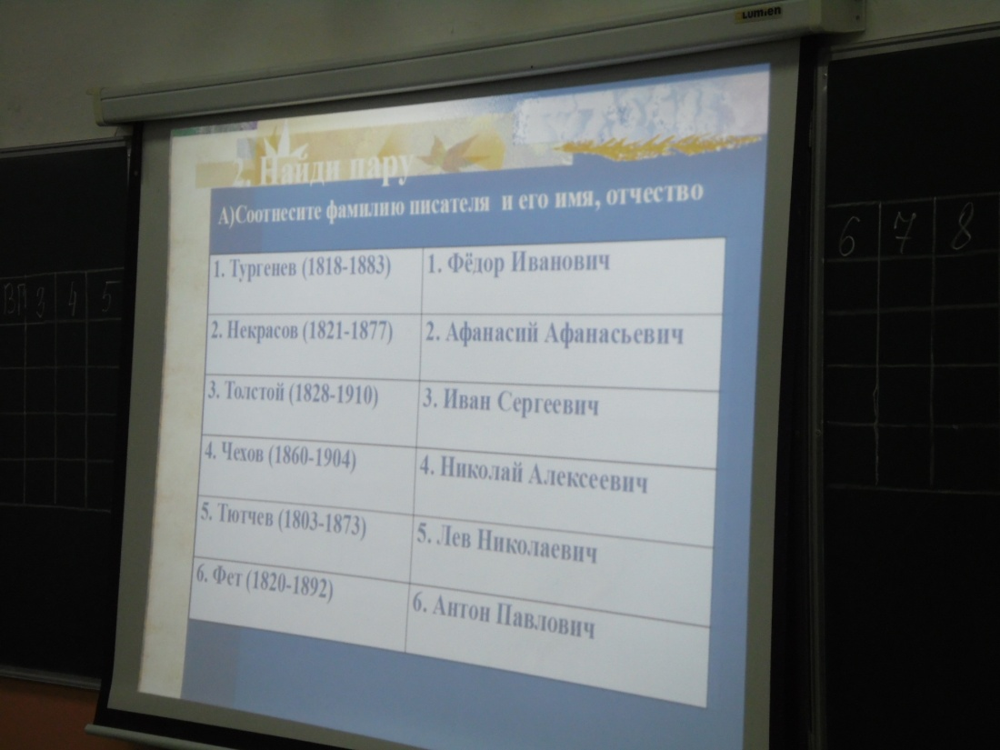 Lumien
2. Найди пару
А)Соотнесите фамилию писателя и его имя, отчество
1. Тургенев (1818-1883)
1. Фёдор Иванович
2. Некрасов (1821-1877)
2. Афанасий Афанасьевич
3. Толстой (1828-1910)
3. Иван Сергеевич
4. Чехов (1860-1904)
4. Николай Алексеевич
5. Тютчев (1803-1873)
5. Лев Николаевич
6. Фет (1820-1892)
6. Антон Павлович
ВП 3 4 5
6 7 8